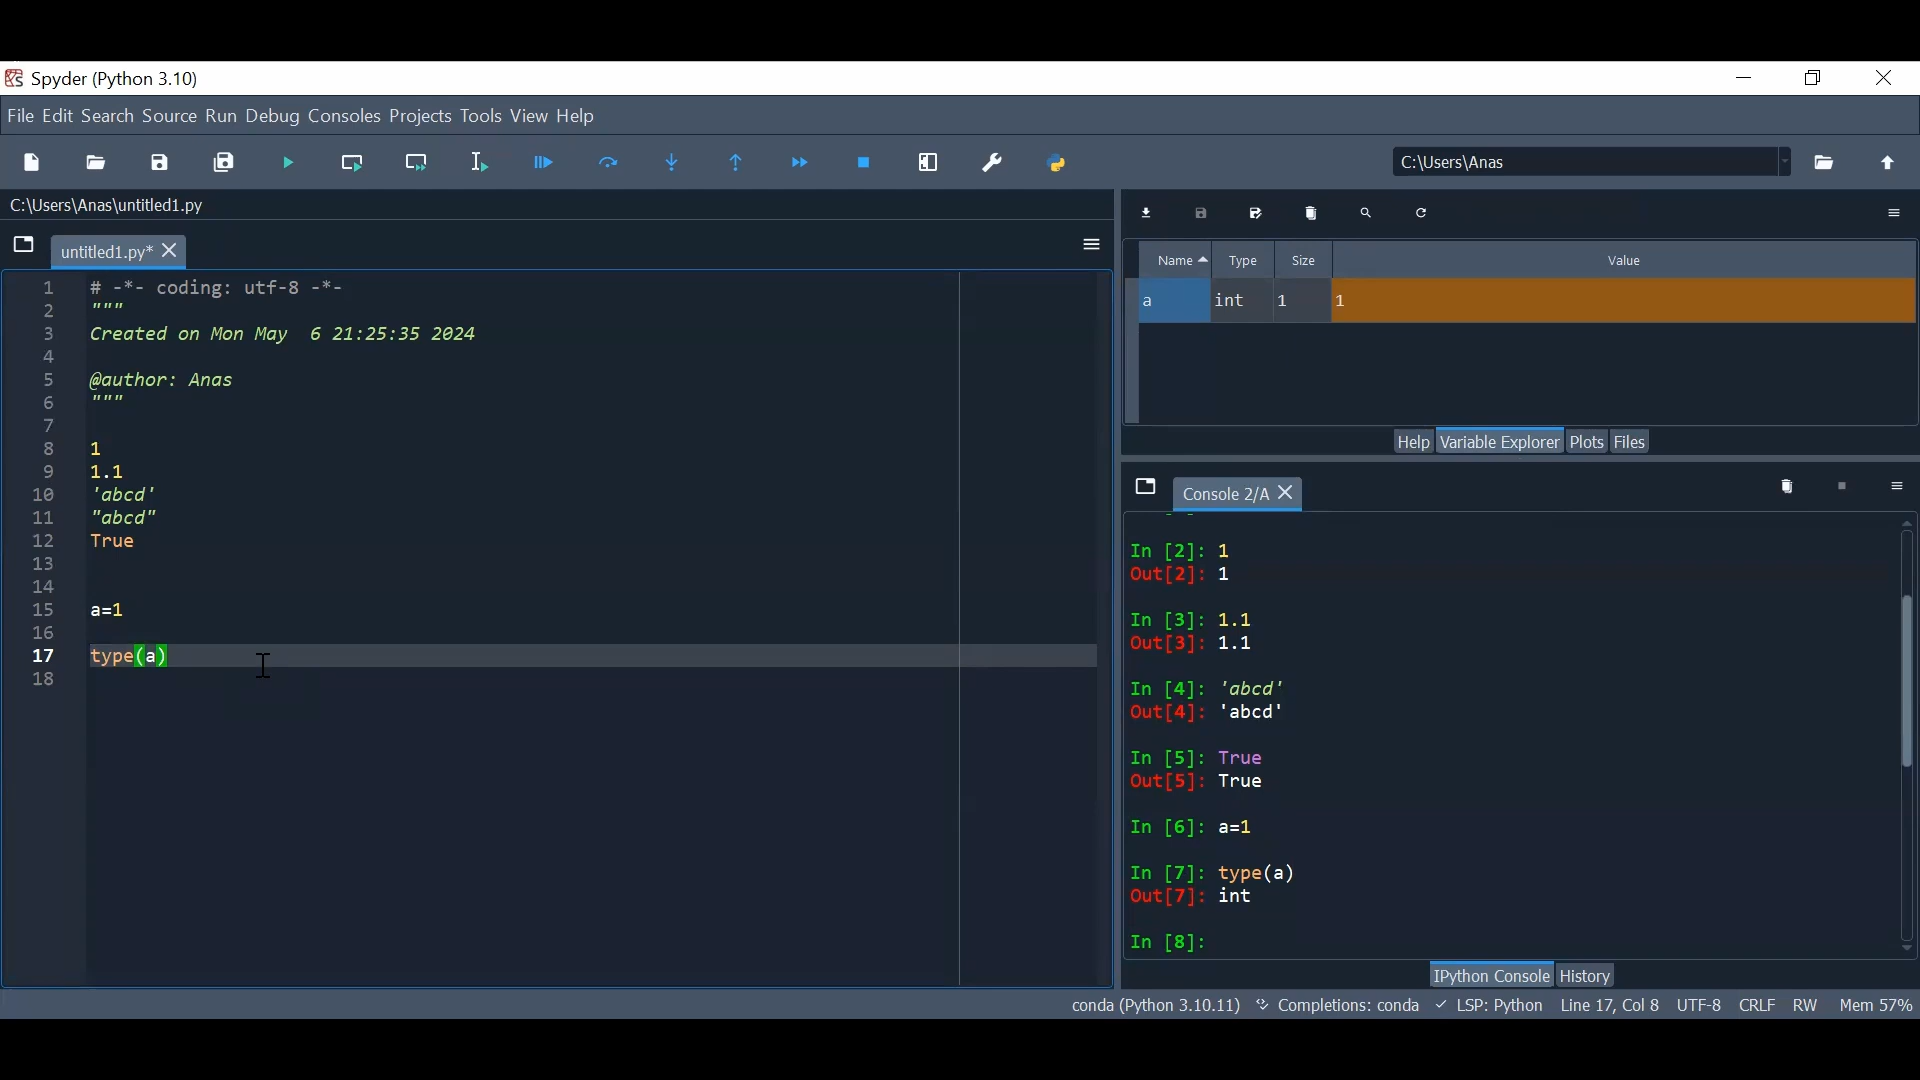 Spyder (Python 3.10)
File Edit Search Source Run Debug Consoles Projects Tools View Help
C:\Users\Anas
C:\Users\Anas\untitled1.py
untitled1.py*
1 # -*- coding: utf-8 -*-
2 """
3 Created on Mon May  6 21:25:35 2024
4
5 @author: Anas
6 """
7
8 1
9 1.1
10 'abcd'
11 "abcd"
12 True
13
14
15 a=1
16
17 type(a)
18
Name Type Size Value
a int 1 1
Help Variable Explorer Plots Files
Console 2/A
In [2]: 1
Out[2]: 1
In [3]: 1.1
Out[3]: 1.1
In [4]: 'abcd'
Out[4]: 'abcd'
In [5]: True
Out[5]: True
In [6]: a=1
In [7]: type(a)
Out[7]: int
In [8]:
IPython Console History
conda (Python 3.10.11) Completions: conda ✓ LSP: Python Line 17, Col 8 UTF-8 CRLF RW Mem 57%